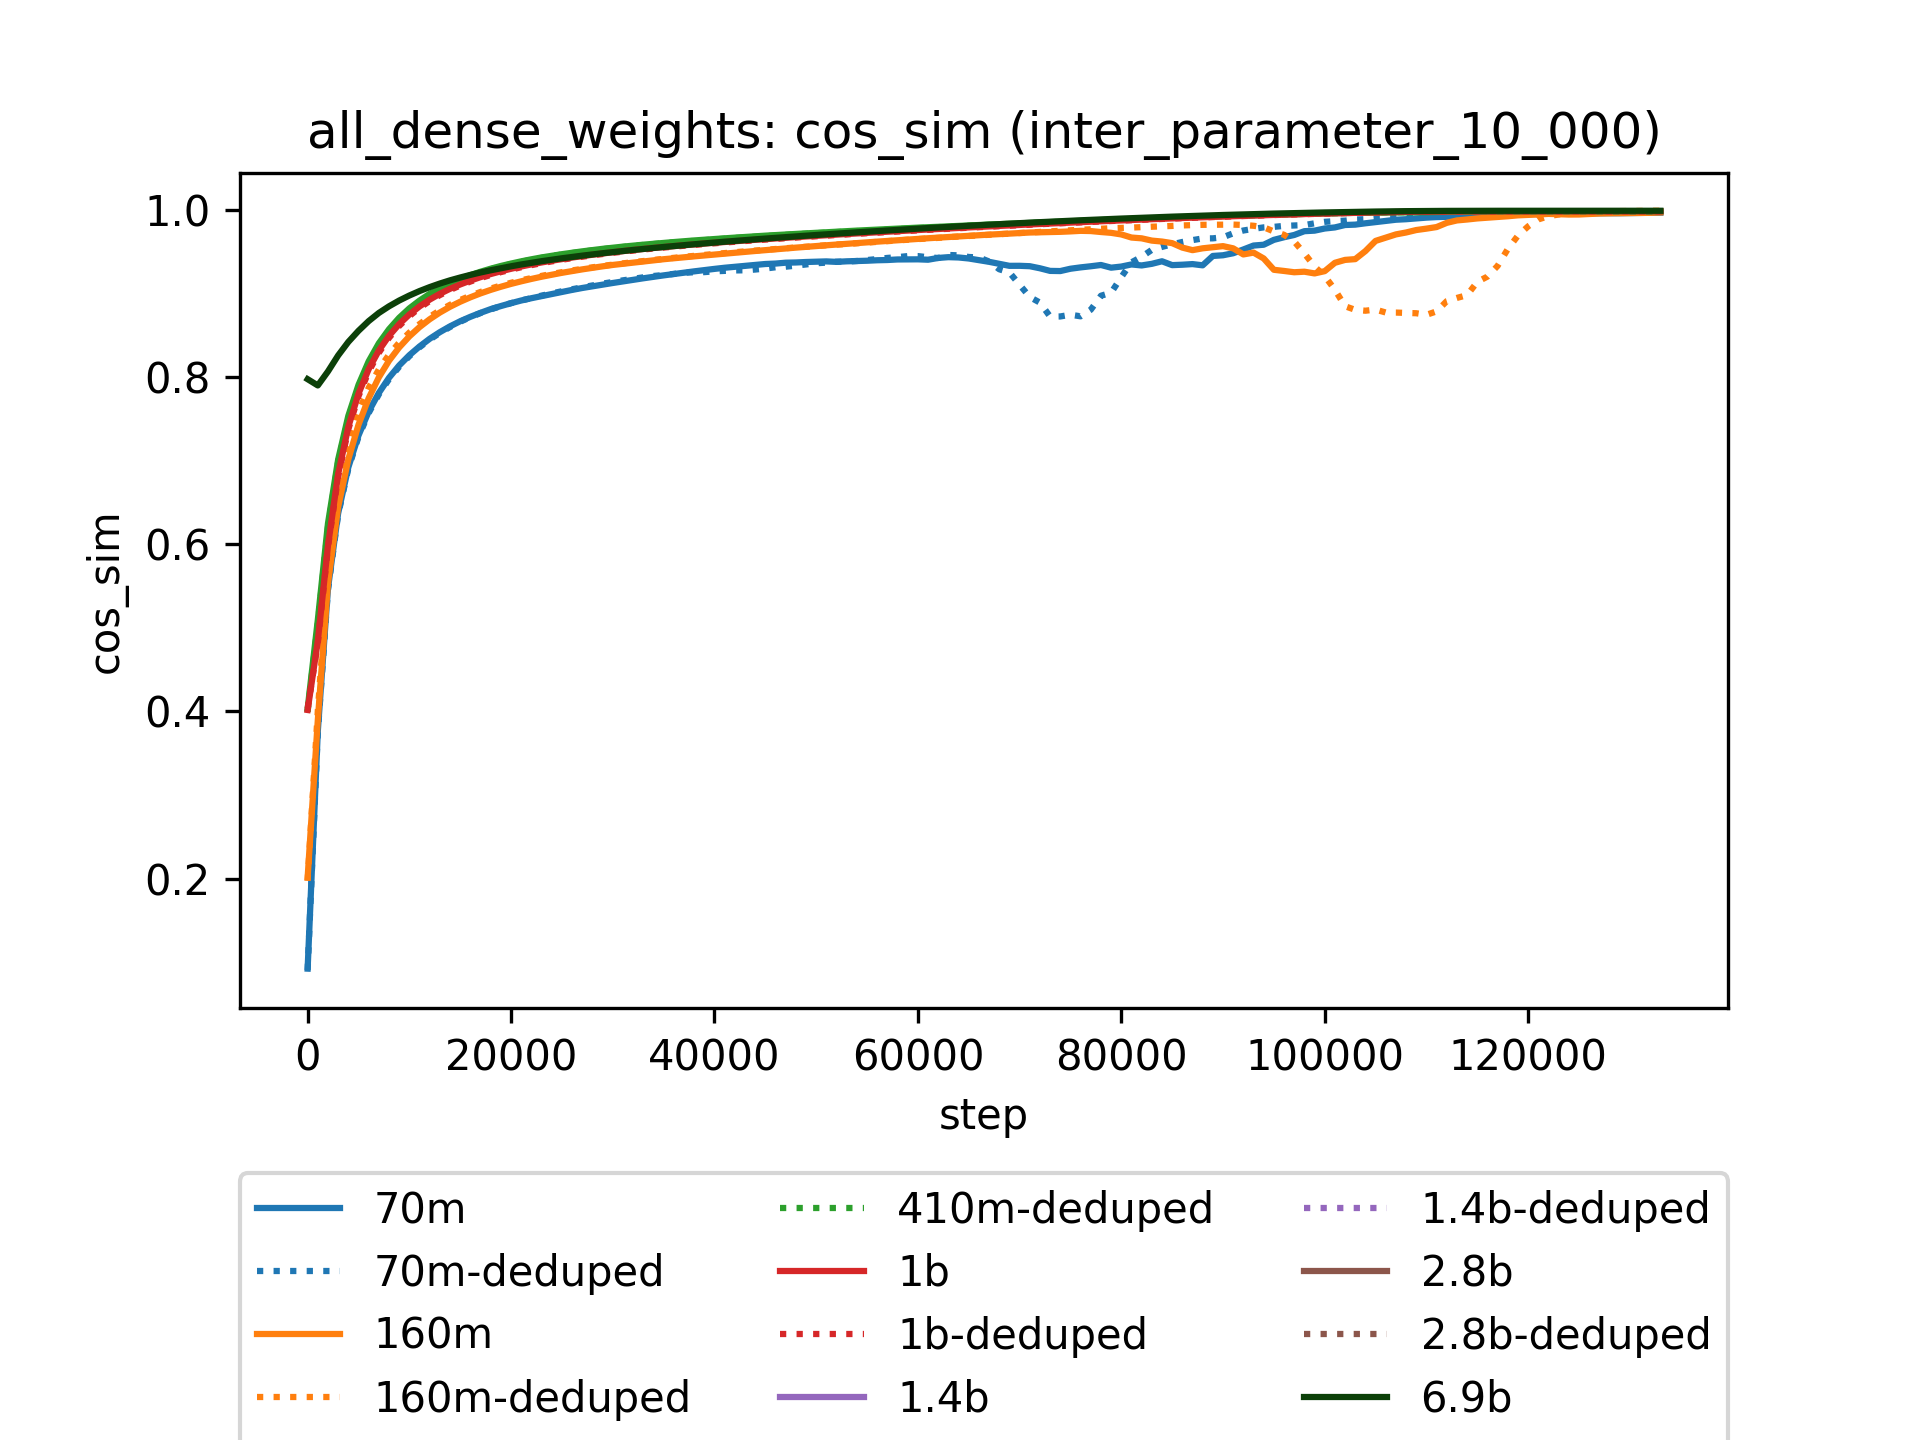 all_dense_weights: cos_sim (inter_parameter_10_000)
1.0
0.8
0.6
0.4
0.2
cos_sim
0 20000 40000 60000 80000 100000 120000
step
70m 410m-deduped 1.4b-deduped
70m-deduped 1b 2.8b
160m 1b-deduped 2.8b-deduped
160m-deduped 1.4b 6.9b